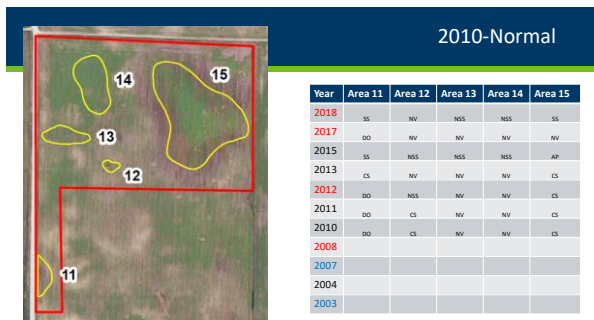 2010-Normal
14
15
13
12
11
Year Area 11 Area 12 Area 13 Area 14 Area 15
2018 SS NV NSS NSS SS
2017 DO NV NV NV NV
2015 SS NSS NSS NSS AP
2013 CS NV NV NV CS
2012 DO NSS NV NV CS
2011 DO CS NV NV CS
2010 DO CS NV NV CS
2008
2007
2004
2003